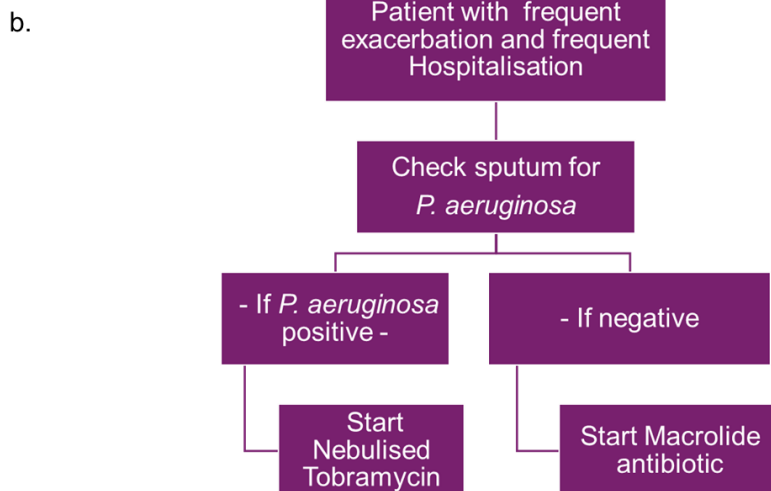 b.
Patient with frequent
exacerbation and frequent
Hospitalisation
Check sputum for
P. aeruginosa
- If P. aeruginosa
positive -
- If negative
Start
Nebulised
Tobramycin
Start Macrolide
antibiotic